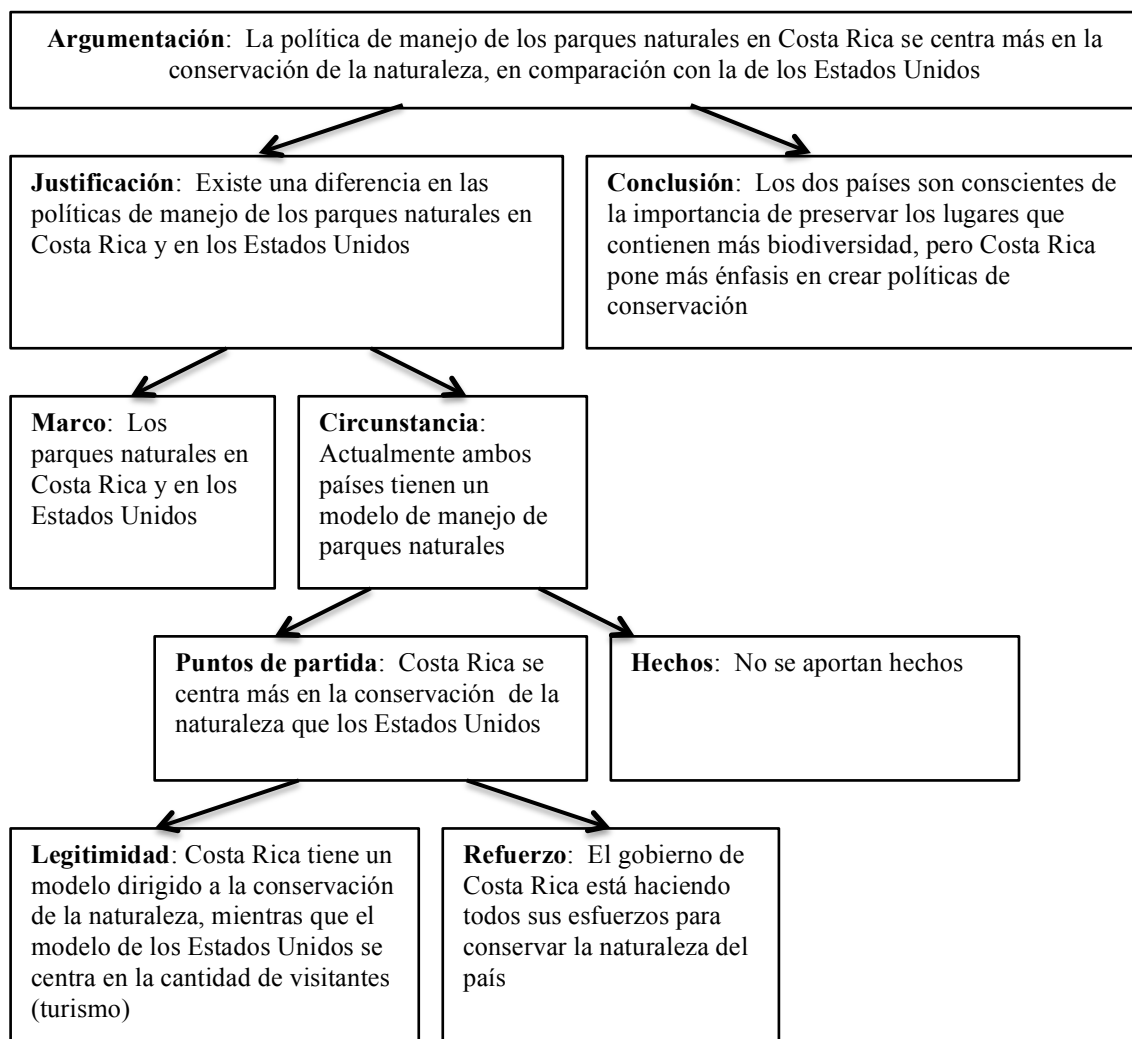 Argumentación: La política de manejo de los parques naturales en Costa Rica se centra más en la
conservación de la naturaleza, en comparación con la de los Estados Unidos
Justificación: Existe una diferencia en las
políticas de manejo de los parques naturales en
Costa Rica y en los Estados Unidos
Conclusión: Los dos países son conscientes de
la importancia de preservar los lugares que
contienen más biodiversidad, pero Costa Rica
pone más énfasis en crear políticas de
conservación
Marco: Los
parques naturales en
Costa Rica y en los
Estados Unidos
Circunstancia:
Actualmente ambos
países tienen un
modelo de manejo de
parques naturales
Puntos de partida: Costa Rica se
centra más en la conservación de la
naturaleza que los Estados Unidos
Hechos: No se aportan hechos
Legitimidad: Costa Rica tiene un
modelo dirigido a la conservación
de la naturaleza, mientras que el
modelo de los Estados Unidos se
centra en la cantidad de visitantes
(turismo)
Refuerzo: El gobierno de
Costa Rica está haciendo
todos sus esfuerzos para
conservar la naturaleza del
país